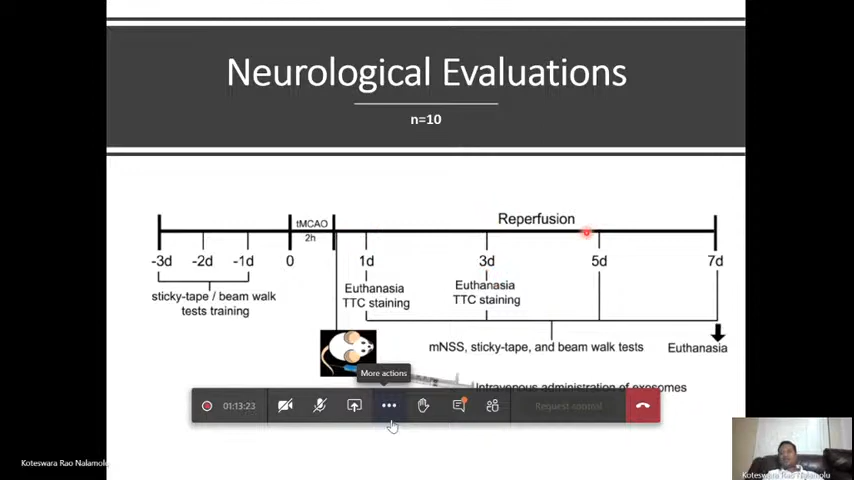 Neurological Evaluations
n=10
tMCAO
2h
Reperfusion
-3d -2d -1d 0 1d 3d 5d 7d
sticky-tape / beam walk
tests training
Euthanasia
TTC staining
Euthanasia
TTC staining
mNSS, sticky-tape, and beam walk tests
Euthanasia
More actions
Intravenous administration of exosomes
01:13:23
Request control
Koteswara Rao Nalamolu
Koteswara Rao Nalamolu